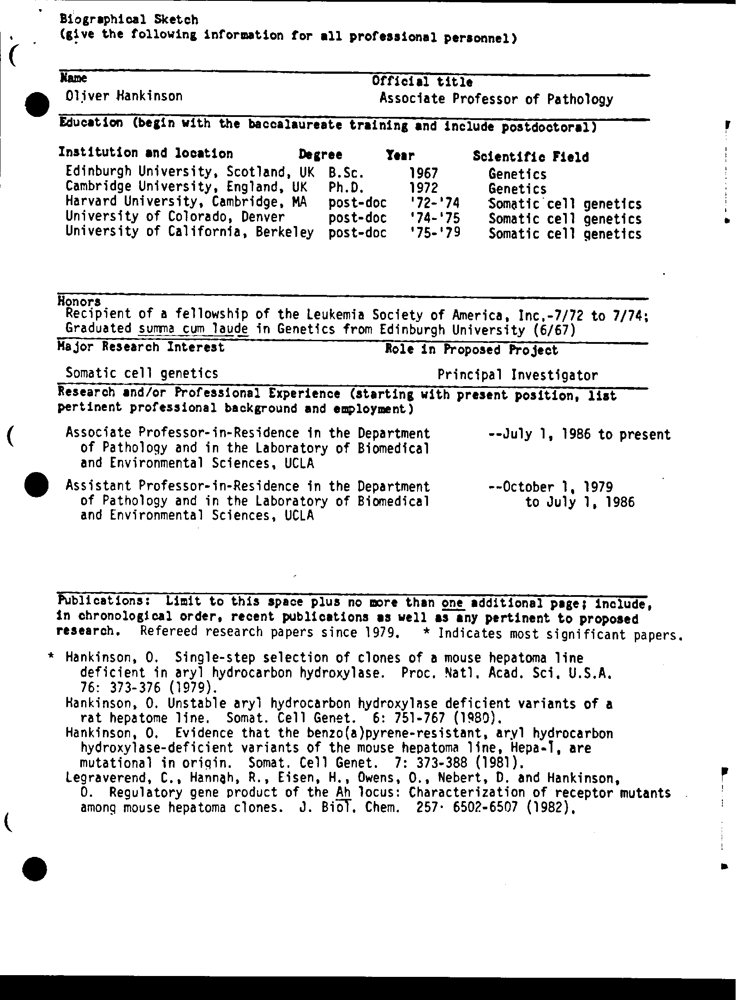 Biographical Sketch
(give the following information for all professional personnel)
Name Official title
Oliver Hankinson Associate Professor of Pathology
Education (begin with the baccalaureate training and include postdoctoral)
Institution and location Degree Year Scientific Field
Edinburgh University, Scotland, UK B.Sc. 1967 Genetics
Cambridge University, England, UK Ph.D. 1972 Genetics
Harvard University, Cambridge, MA post-doc '72-'74 Somatic cell genetics
University of Colorado, Denver post-doc '74-'75 Somatic cell genetics
University of California, Berkeley post-doc '75-'79 Somatic cell genetics
Honors
Recipient of a fellowship of the Leukemia Society of America, Inc.-7/72 to 7/74;
Graduated summa cum laude in Genetics from Edinburgh University (6/67)
Major Research Interest Role in Proposed Project
Somatic cell genetics Principal Investigator
Research and/or Professional Experience (starting with present position, list
pertinent professional background and employment)
Associate Professor-in-Residence in the Department --July 1, 1986 to present
of Pathology and in the Laboratory of Biomedical
and Environmental Sciences, UCLA
Assistant Professor-in-Residence in the Department --October 1, 1979
of Pathology and in the Laboratory of Biomedical to July 1, 1986
and Environmental Sciences, UCLA
Publications: Limit to this space plus no more than one additional page; include,
in chronological order, recent publications as well as any pertinent to proposed
research. Refereed research papers since 1979. * Indicates most significant papers.
* Hankinson, O. Single-step selection of clones of a mouse hepatoma line
deficient in aryl hydrocarbon hydroxylase. Proc. Natl. Acad. Sci. U.S.A.
76: 373-376 (1979).
Hankinson, O. Unstable aryl hydrocarbon hydroxylase deficient variants of a
rat hepatome line. Somat. Cell Genet. 6: 751-767 (1980).
Hankinson, O. Evidence that the benzo(a)pyrene-resistant, aryl hydrocarbon
hydroxylase-deficient variants of the mouse hepatoma line, Hepa-1, are
mutational in origin. Somat. Cell Genet. 7: 373-388 (1981).
Legraverend, C., Hannah, R., Eisen, H., Owens, O., Nebert, D. and Hankinson,
O. Regulatory gene product of the Ah locus: Characterization of receptor mutants
among mouse hepatoma clones. J. Biol. Chem. 257: 6502-6507 (1982).